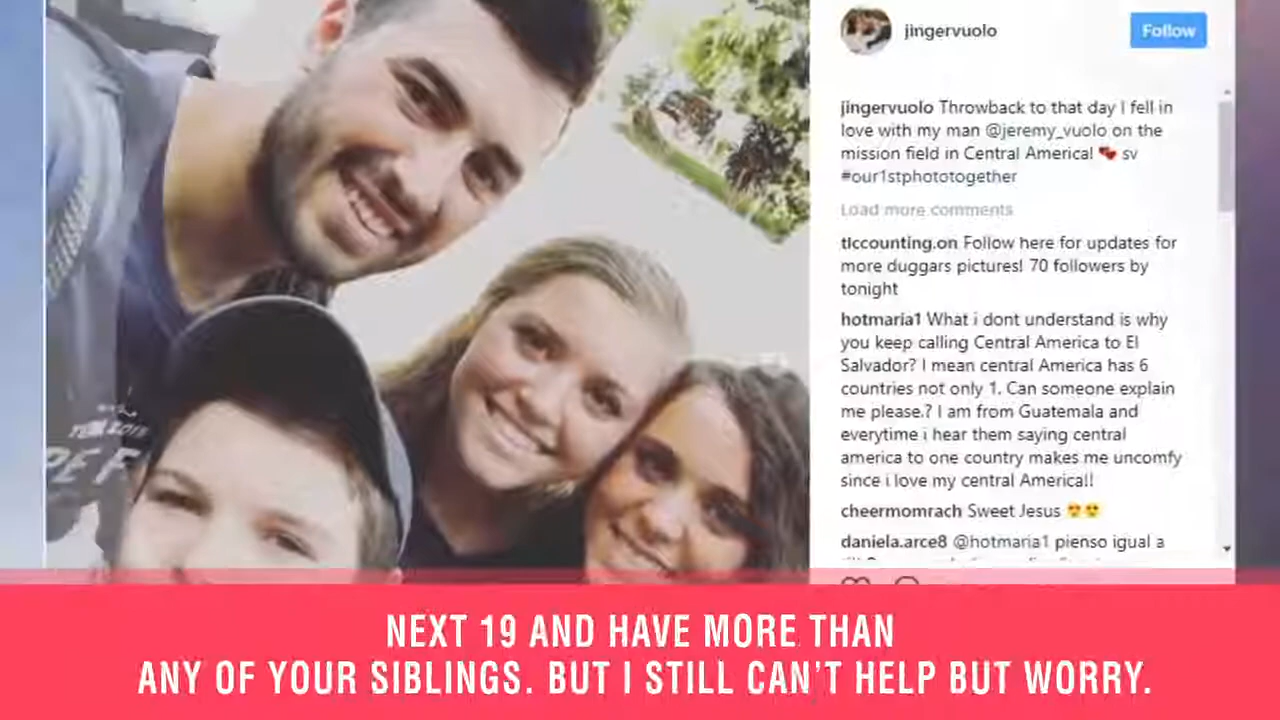 jingervuolo
Follow
jingervuolo Throwback to that day I fell in
love with my man @jeremy_vuolo on the
mission field in Central America! 💕 sv
#our1stphototogether
Load more comments
tlccounting.on Follow here for updates for
more duggars pictures! 70 followers by
tonight
hotmaria1 What i dont understand is why
you keep calling Central America to El
Salvador? I mean central America has 6
countries not only 1. Can someone explain
me please.? I am from Guatemala and
everytime i hear them saying central
america to one country makes me uncomfy
since i love my central America!!
cheermomrach Sweet Jesus 😍😍
daniela.arce8 @hotmaria1 pienso igual a
NEXT 19 AND HAVE MORE THAN
ANY OF YOUR SIBLINGS. BUT I STILL CAN'T HELP BUT WORRY.